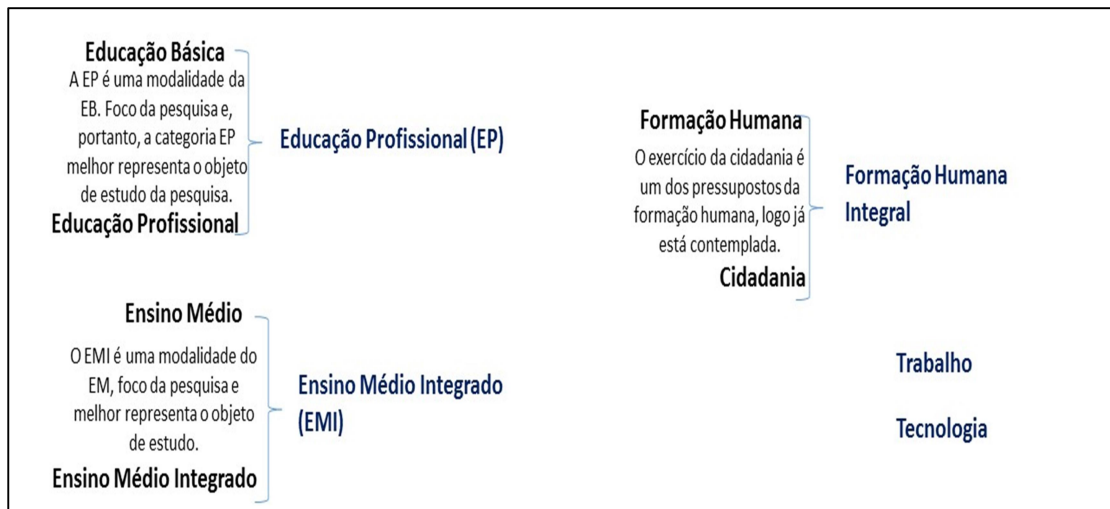 Educação Básica
A EP é uma modalidade da
EB. Foco da pesquisa e,
portanto, a categoria EP
melhor representa o objeto
de estudo da pesquisa.
Educação Profissional
Educação Profissional (EP)
Ensino Médio
O EMI é uma modalidade do
EM, foco da pesquisa e
melhor representa o objeto
de estudo.
Ensino Médio Integrado
Ensino Médio Integrado
(EMI)
Formação Humana
O exercício da cidadania é
um dos pressupostos da
formação humana, logo já
está contemplada.
Cidadania
Formação Humana
Integral
Trabalho
Tecnologia